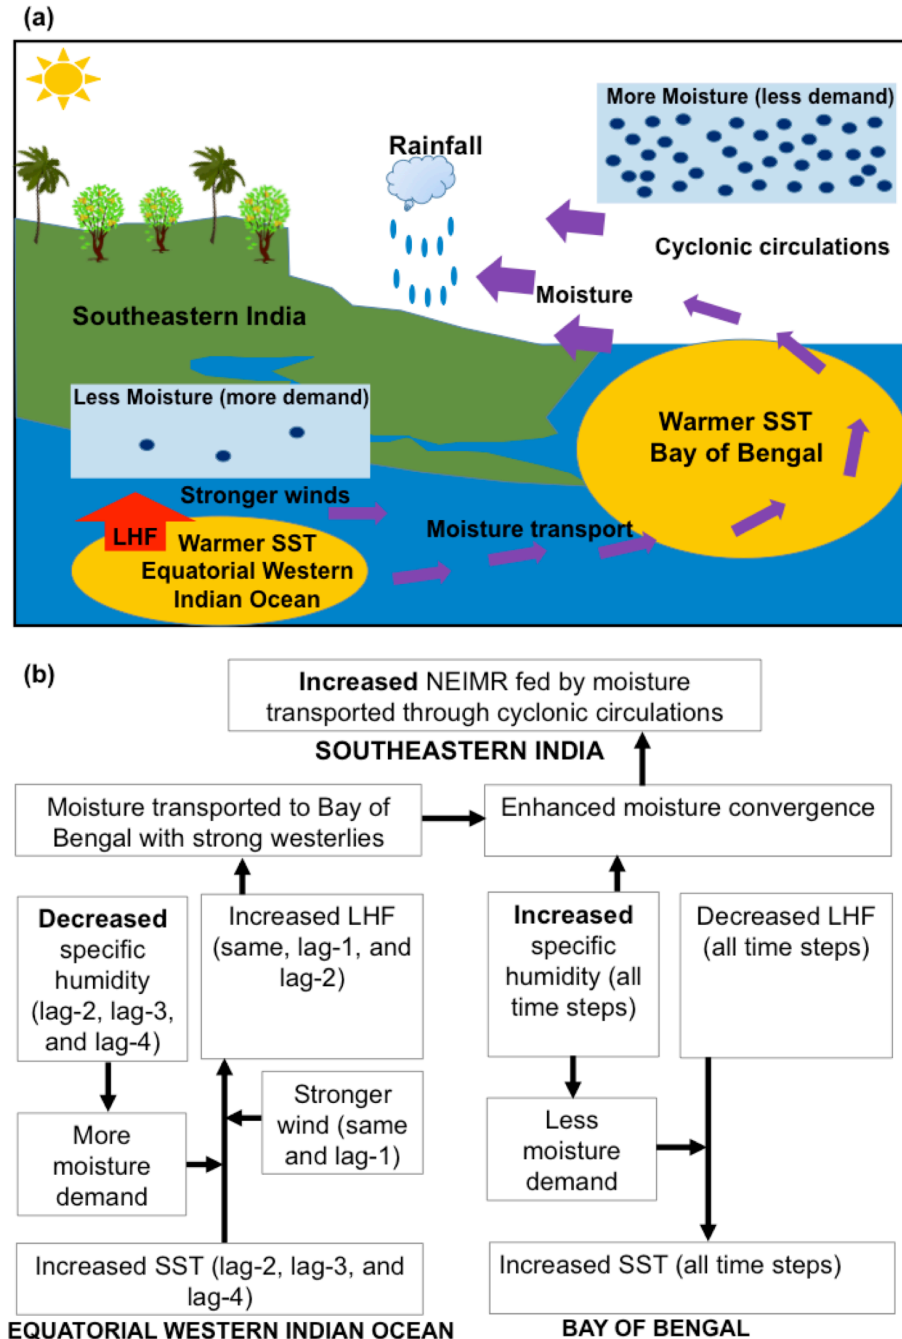 (a)
More Moisture (less demand)
Rainfall
Cyclonic circulations
Moisture
Southeastern India
Less Moisture (more demand)
Warmer SST
Bay of Bengal
Stronger winds
Moisture transport
LHF
Warmer SST
Equatorial Western
Indian Ocean
(b)
Increased NEIMR fed by moisture
transported through cyclonic circulations
SOUTHEASTERN INDIA
Moisture transported to Bay of
Bengal with strong westerlies
Enhanced moisture convergence
Decreased
specific
humidity
(lag-2, lag-3,
and lag-4)
Increased LHF
(same, lag-1, and
lag-2)
Increased
specific
humidity (all
time steps)
Decreased LHF
(all time steps)
More
moisture
demand
Stronger
wind (same
and lag-1)
Less
moisture
demand
Increased SST (lag-2, lag-3, and
lag-4)
Increased SST (all time steps)
EQUATORIAL WESTERN INDIAN OCEAN
BAY OF BENGAL